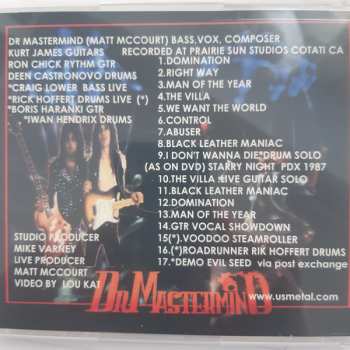 DR MASTERMIND (MATT MCCOURT) BASS,VOX, COMPOSER
KURT JAMES GUITARS
RON CHICK RYTHM GTR
DEEN CASTRONOVO DRUMS
*CRAIG LOWER BASS LIVE
*RICK HOFFERT DRUMS LIVE (*)
*BORIS HARANKI GTR
*IWAN HENDRIX DRUMS
RECORDED AT PRAIRIE SUN STUDIOS COTATI CA
1.DOMINATION
2.RIGHT WAY
3.MAN OF THE YEAR
4.THE VILLA
5.WE WANT THE WORLD
6.CONTROL
7.ABUSER
8.BLACK LEATHER MANIAC
9.I DON'T WANNA DIE*DRUM SOLO
(AS ON DVD) STARRY NIGHT PDX 1987
10.THE VILLA -LIVE GUITAR SOLO
11.BLACK LEATHER MANIAC
12.DOMINATION
13.MAN OF THE YEAR
14.GTR VOCAL SHOWDOWN
15(*).VOODOO STEAMROLLER
16.(*)ROADRUNNER RIK HOFFERT DRUMS
17.*DEMO EVIL SEED via post exchange
STUDIO PRODUCER
MIKE VARNEY
LIVE PRODUCER
MATT MCCOURT
VIDEO BY LOU KAT
DR.MASTERMIND
www.usmetal.com